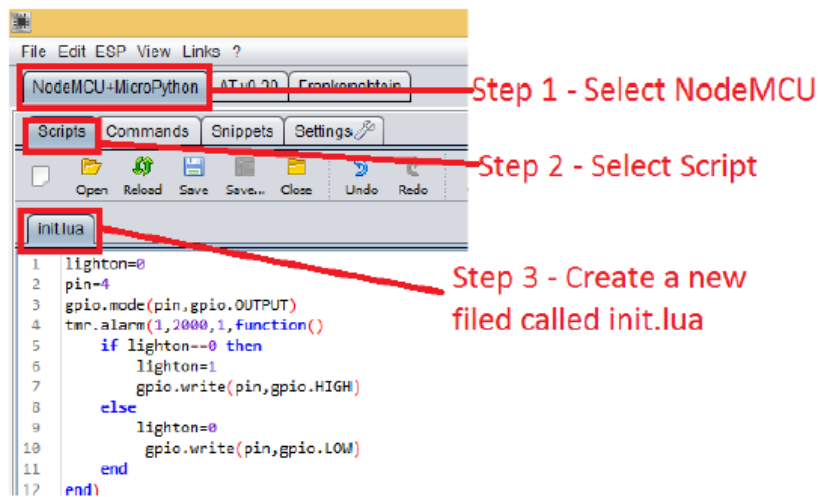 File Edit ESP View Links ?
NodeMCU+MicroPython AT v0.20 Frankenshtein
Step 1 - Select NodeMCU
Scripts Commands Snippets Settings
Step 2 - Select Script
Open Reload Save Save... Close Undo Redo
init.lua
Step 3 - Create a new
filed called init.lua
1 lighton=0
2 pin=4
3 gpio.mode(pin,gpio.OUTPUT)
4 tmr.alarm(1,2000,1,function()
5 if lighton==0 then
6 lighton=1
7 gpio.write(pin,gpio.HIGH)
8 else
9 lighton=0
10 gpio.write(pin,gpio.LOW)
11 end
12 end)